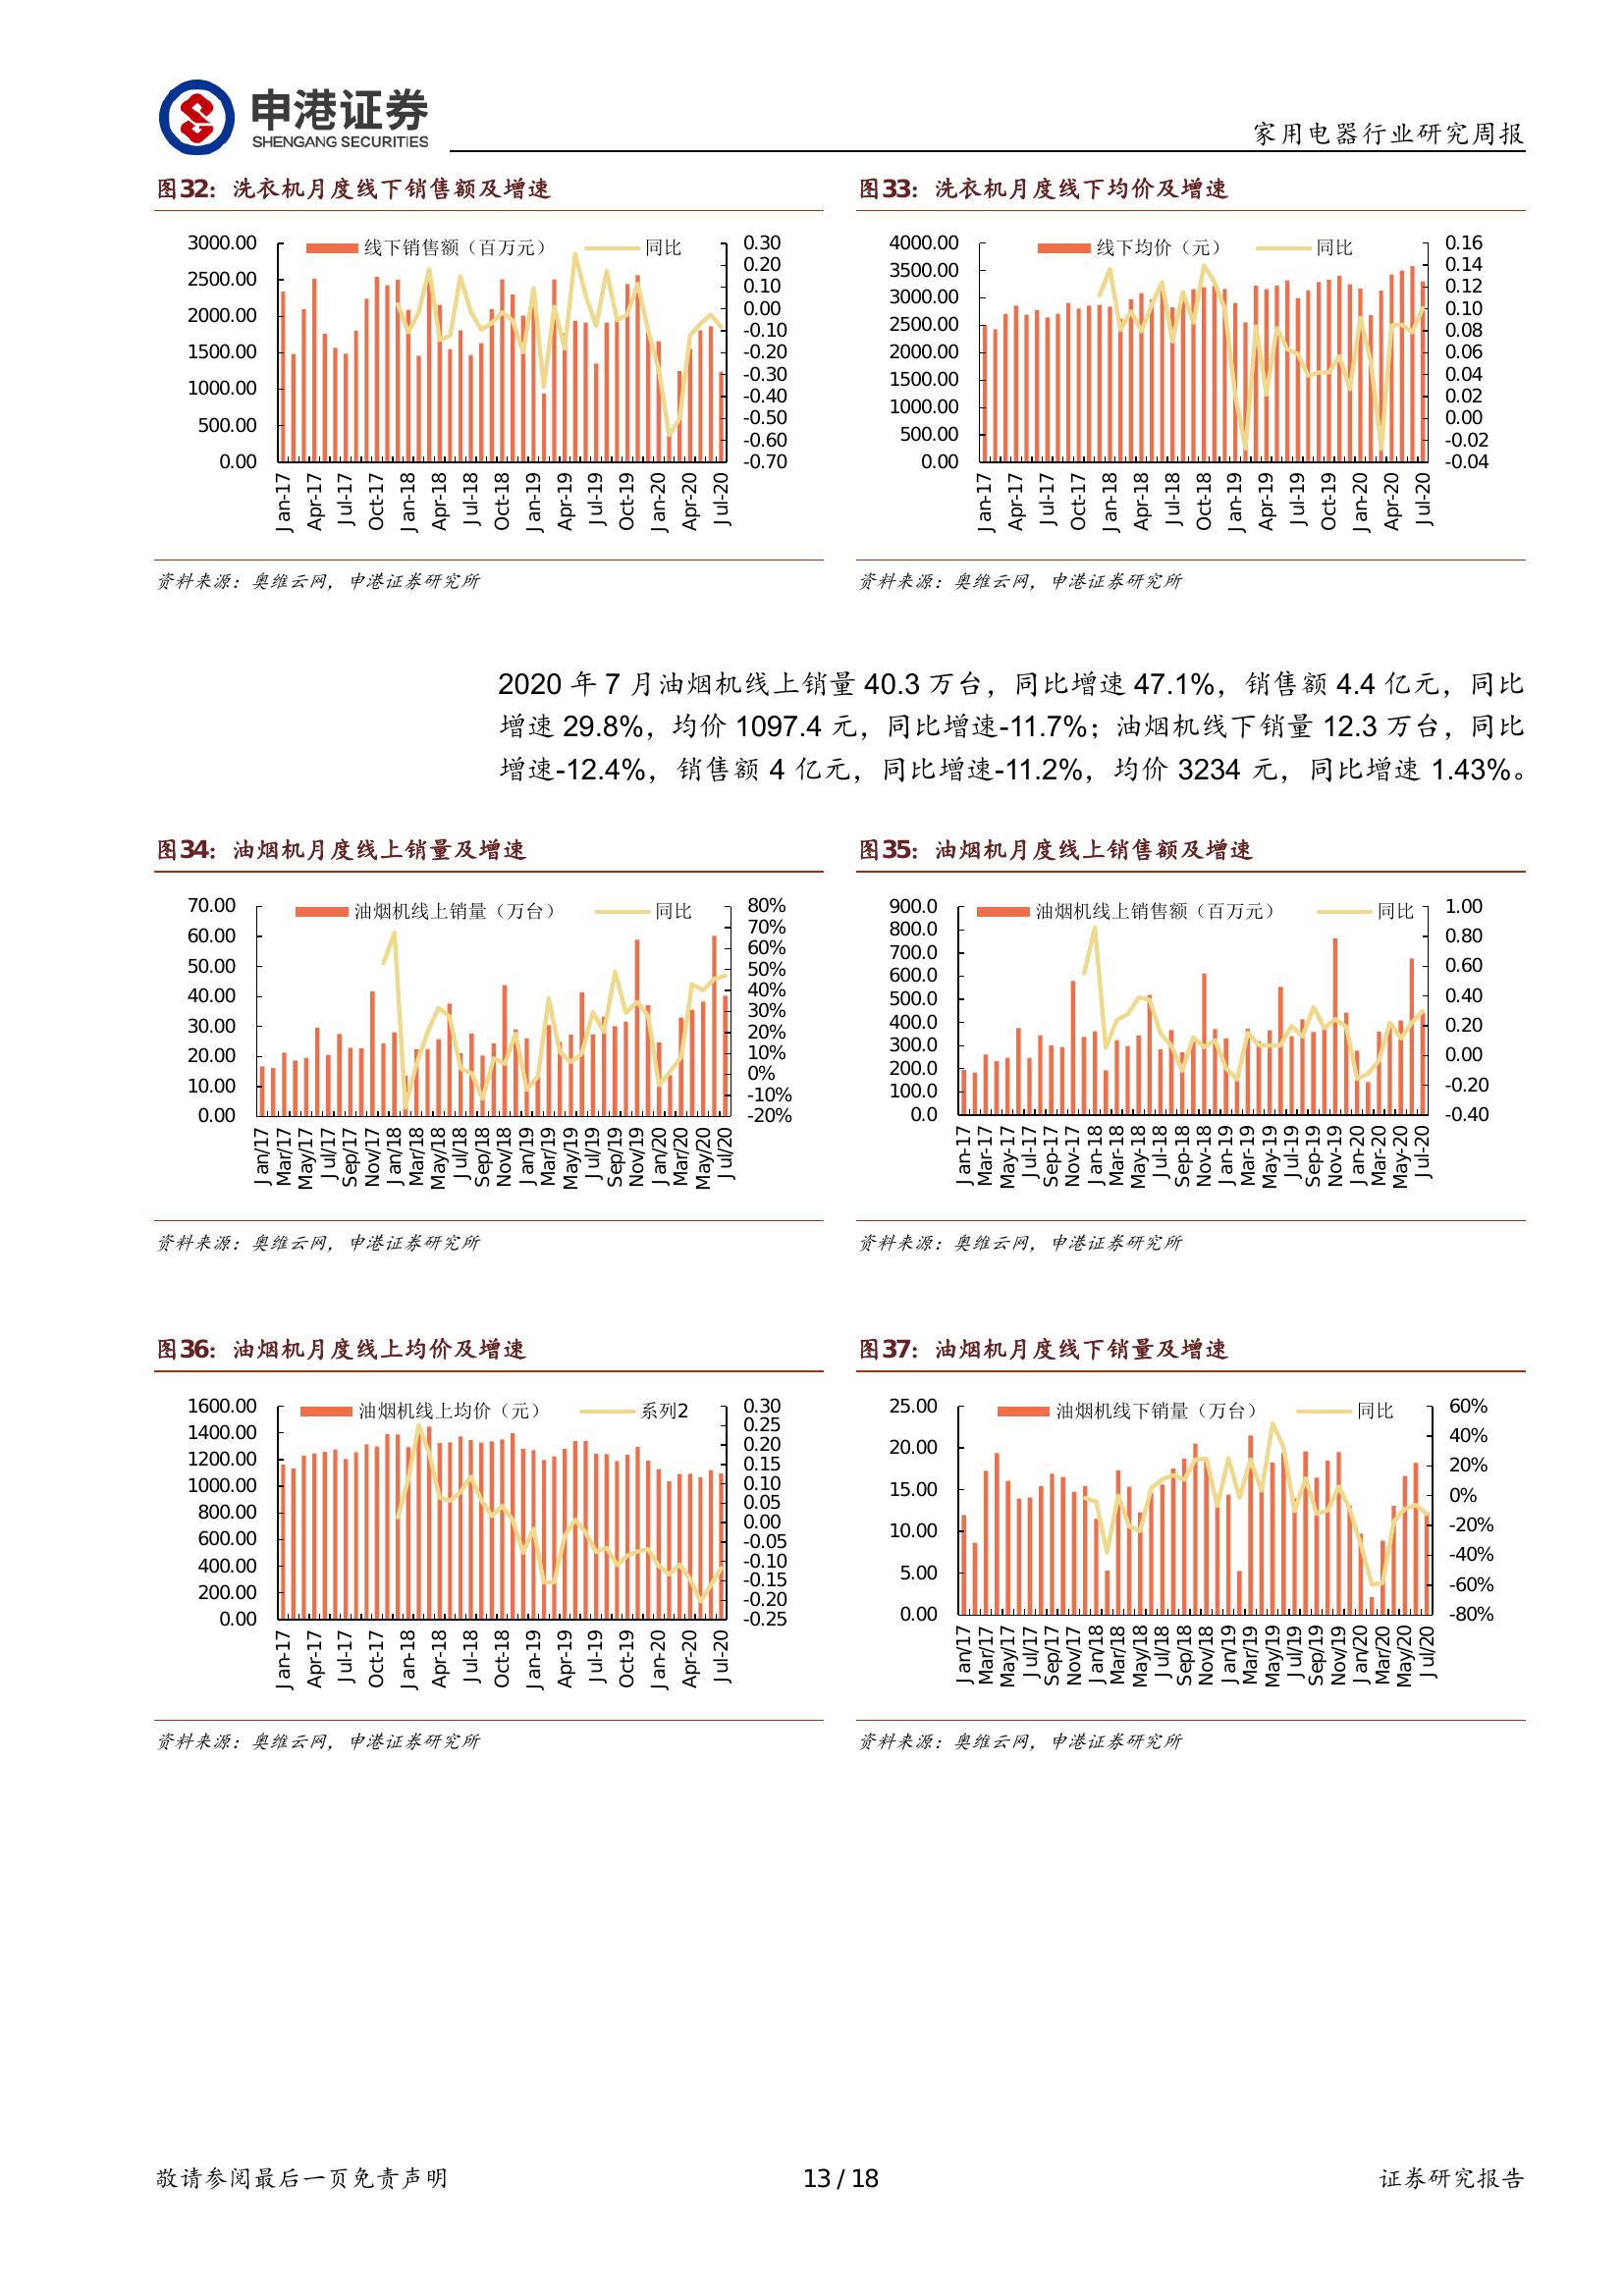 申港证券
SHENGANG SECURITIES
家用电器行业研究周报
图32：洗衣机月度线下销售额及增速
3000.00
2500.00
2000.00
1500.00
1000.00
500.00
0.00
线下销售额（百万元）
同比
0.30
0.20
0.10
0.00
-0.10
-0.20
-0.30
-0.40
-0.50
-0.60
-0.70
Jan-17
Apr-17
Jul-17
Oct-17
Jan-18
Apr-18
Jul-18
Oct-18
Jan-19
Apr-19
Jul-19
Oct-19
Jan-20
Apr-20
Jul-20
资料来源：奥维云网，申港证券研究所
图33：洗衣机月度线下均价及增速
4000.00
3500.00
3000.00
2500.00
2000.00
1500.00
1000.00
500.00
0.00
线下均价（元）
同比
0.16
0.14
0.12
0.10
0.08
0.06
0.04
0.02
0.00
-0.02
-0.04
Jan-17
Apr-17
Jul-17
Oct-17
Jan-18
Apr-18
Jul-18
Oct-18
Jan-19
Apr-19
Jul-19
Oct-19
Jan-20
Apr-20
Jul-20
资料来源：奥维云网，申港证券研究所
2020 年 7 月油烟机线上销量 40.3 万台，同比增速 47.1%，销售额 4.4 亿元，同比
增速 29.8%，均价 1097.4 元，同比增速-11.7%；油烟机线下销量 12.3 万台，同比
增速-12.4%，销售额 4 亿元，同比增速-11.2%，均价 3234 元，同比增速 1.43%。
图34：油烟机月度线上销量及增速
70.00
60.00
50.00
40.00
30.00
20.00
10.00
0.00
油烟机线上销量（万台）
同比
80%
70%
60%
50%
40%
30%
20%
10%
0%
-10%
-20%
Jan/17
Mar/17
May/17
Jul/17
Sep/17
Nov/17
Jan/18
Mar/18
May/18
Jul/18
Sep/18
Nov/18
Jan/19
Mar/19
May/19
Jul/19
Sep/19
Nov/19
Jan/20
Mar/20
May/20
Jul/20
资料来源：奥维云网，申港证券研究所
图35：油烟机月度线上销售额及增速
900.0
800.0
700.0
600.0
500.0
400.0
300.0
200.0
100.0
0.0
油烟机线上销售额（百万元）
同比
1.00
0.80
0.60
0.40
0.20
0.00
-0.20
-0.40
Jan-17
Mar-17
May-17
Jul-17
Sep-17
Nov-17
Jan-18
Mar-18
May-18
Jul-18
Sep-18
Nov-18
Jan-19
Mar-19
May-19
Jul-19
Sep-19
Nov-19
Jan-20
Mar-20
May-20
Jul-20
资料来源：奥维云网，申港证券研究所
图36：油烟机月度线上均价及增速
1600.00
1400.00
1200.00
1000.00
800.00
600.00
400.00
200.00
0.00
油烟机线上均价（元）
系列2
0.30
0.25
0.20
0.15
0.10
0.05
0.00
-0.05
-0.10
-0.15
-0.20
-0.25
Jan-17
Apr-17
Jul-17
Oct-17
Jan-18
Apr-18
Jul-18
Oct-18
Jan-19
Apr-19
Jul-19
Oct-19
Jan-20
Apr-20
Jul-20
资料来源：奥维云网，申港证券研究所
图37：油烟机月度线下销量及增速
25.00
20.00
15.00
10.00
5.00
0.00
油烟机线下销量（万台）
同比
60%
40%
20%
0%
-20%
-40%
-60%
-80%
Jan/17
Mar/17
May/17
Jul/17
Sep/17
Nov/17
Jan/18
Mar/18
May/18
Jul/18
Sep/18
Nov/18
Jan/19
Mar/19
May/19
Jul/19
Sep/19
Nov/19
Jan/20
Mar/20
May/20
Jul/20
资料来源：奥维云网，申港证券研究所
敬请参阅最后一页免责声明
13 / 18
证券研究报告